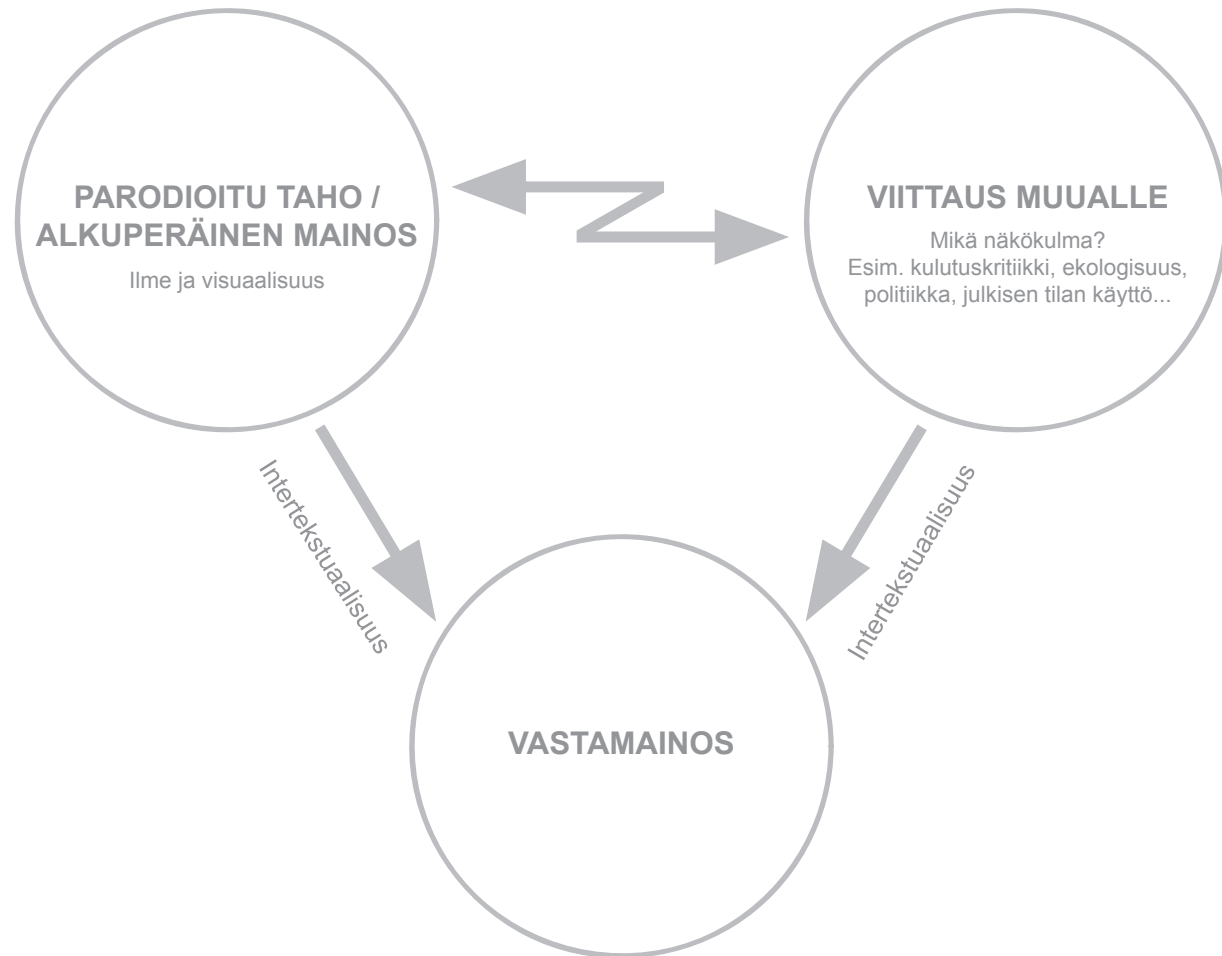 PARODIOITU TAHO /
ALKUPERÄINEN MAINOS
Ilme ja visuaalisuus
VIITTAUS MUUALLE
Mikä näkökulma?
Esim. kulutuskritiikki, ekologisuus,
politiikka, julkisen tilan käyttö...
Intertekstuaalisuus
Intertekstuaalisuus
VASTAMAINOS